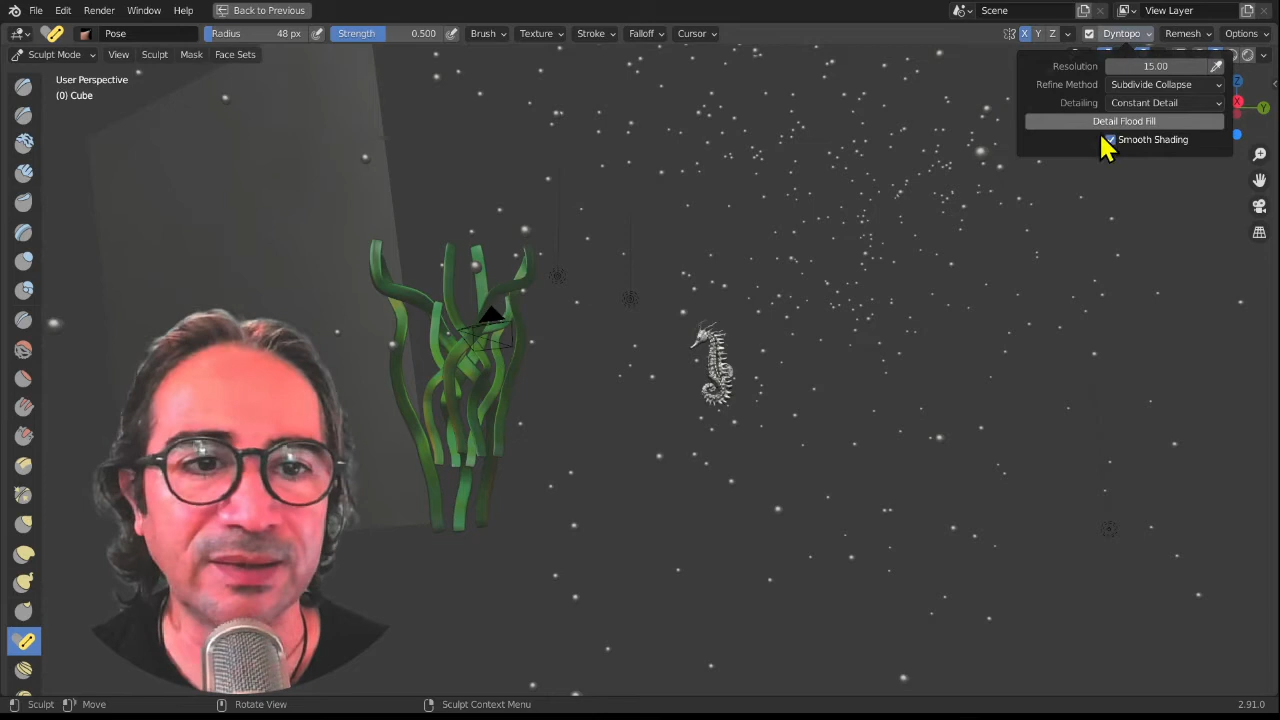 File Edit Render Window Help Back to Previous Scene View Layer
Pose Radius 48 px Strength 0.500 Brush Texture Stroke Falloff Cursor X Y Z Dyntopo Remesh Options
Sculpt Mode View Sculpt Mask Face Sets
User Perspective
(0) Cube
Resolution 15.00
Refine Method Subdivide Collapse
Detailing Constant Detail
Detail Flood Fill
Smooth Shading
Z
X
Y
Sculpt Move Rotate View Sculpt Context Menu 2.91.0